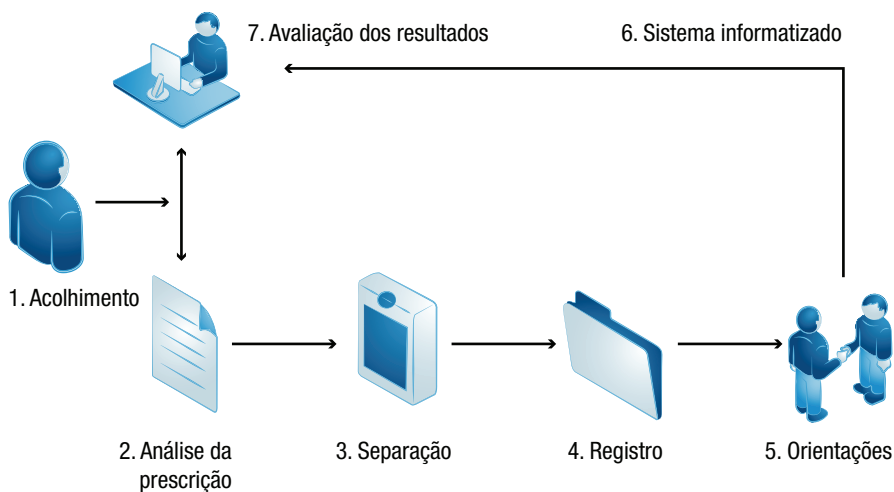 7. Avaliação dos resultados
6. Sistema informatizado
1. Acolhimento
2. Análise da
prescrição
3. Separação
4. Registro
5. Orientações